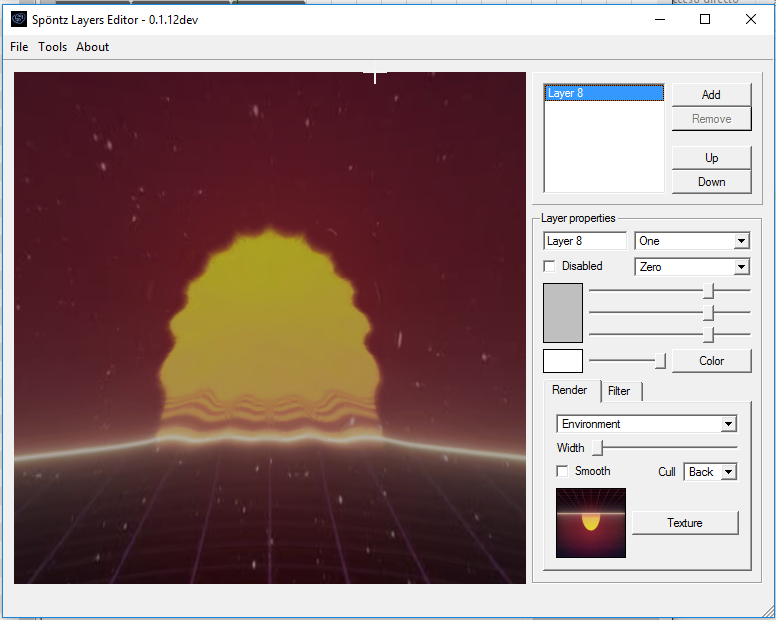 Spöntz Layers Editor - 0.1.12dev
File Tools About
Layer 8
Add
Remove
Up
Down
Layer properties
Layer 8 One
Disabled Zero
Color
Render Filter
Environment
Width
Smooth Cull Back
Texture